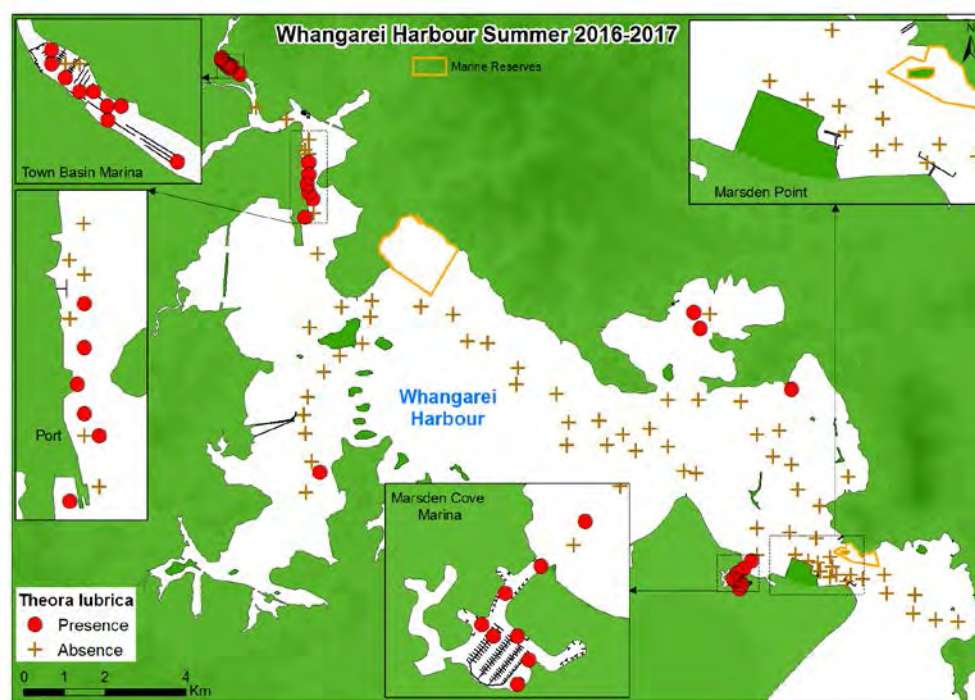 Whangarei Harbour Summer 2016-2017
Marine Reserves
N
Town Basin Marina
Marsden Point
Port
Whangarei
Harbour
Marsden Cove
Marina
Theora lubrica
Presence
Absence
0 2 4
Km